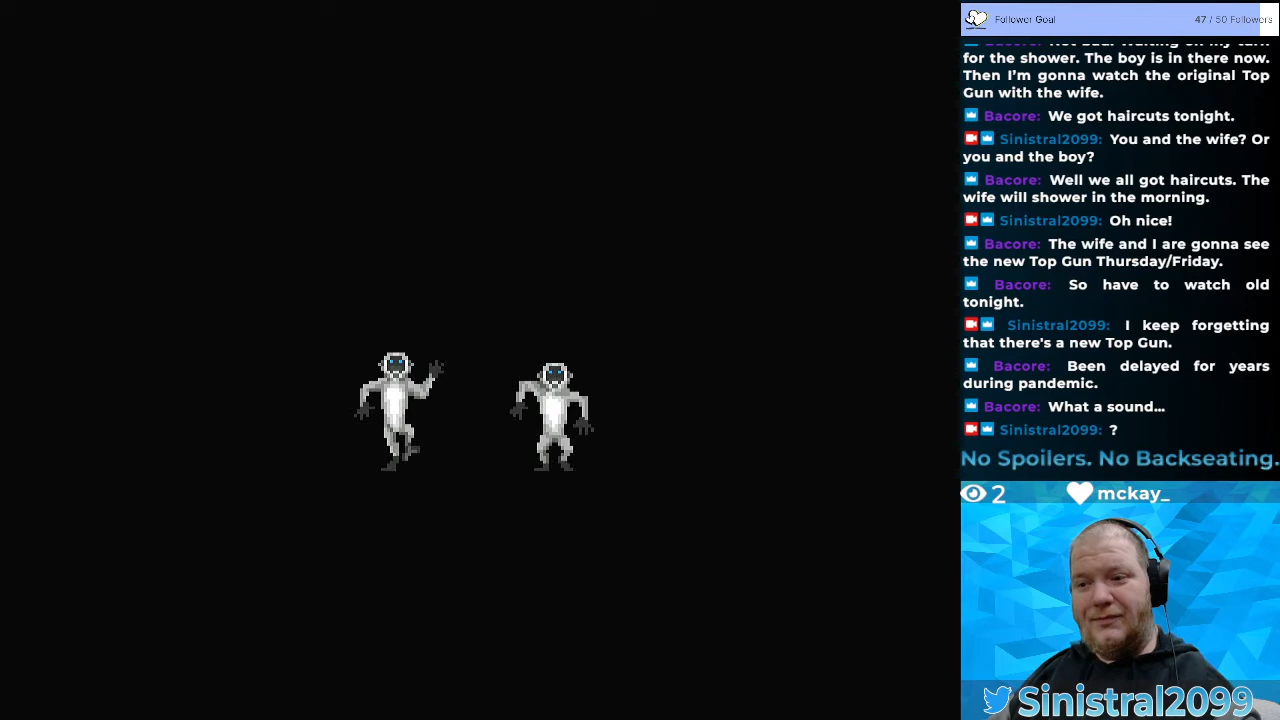 Follower Goal 47 / 50 Followers
for the shower. The boy is in there now.
Then I'm gonna watch the original Top
Gun with the wife.
Bacore: We got haircuts tonight.
Sinistral2099: You and the wife? Or
you and the boy?
Bacore: Well we all got haircuts. The
wife will shower in the morning.
Sinistral2099: Oh nice!
Bacore: The wife and I are gonna see
the new Top Gun Thursday/Friday.
Bacore: So have to watch old
tonight.
Sinistral2099: I keep forgetting
that there's a new Top Gun.
Bacore: Been delayed for years
during pandemic.
Bacore: What a sound...
Sinistral2099: ?
No Spoilers. No Backseating.
2 mckay_
Sinistral2099